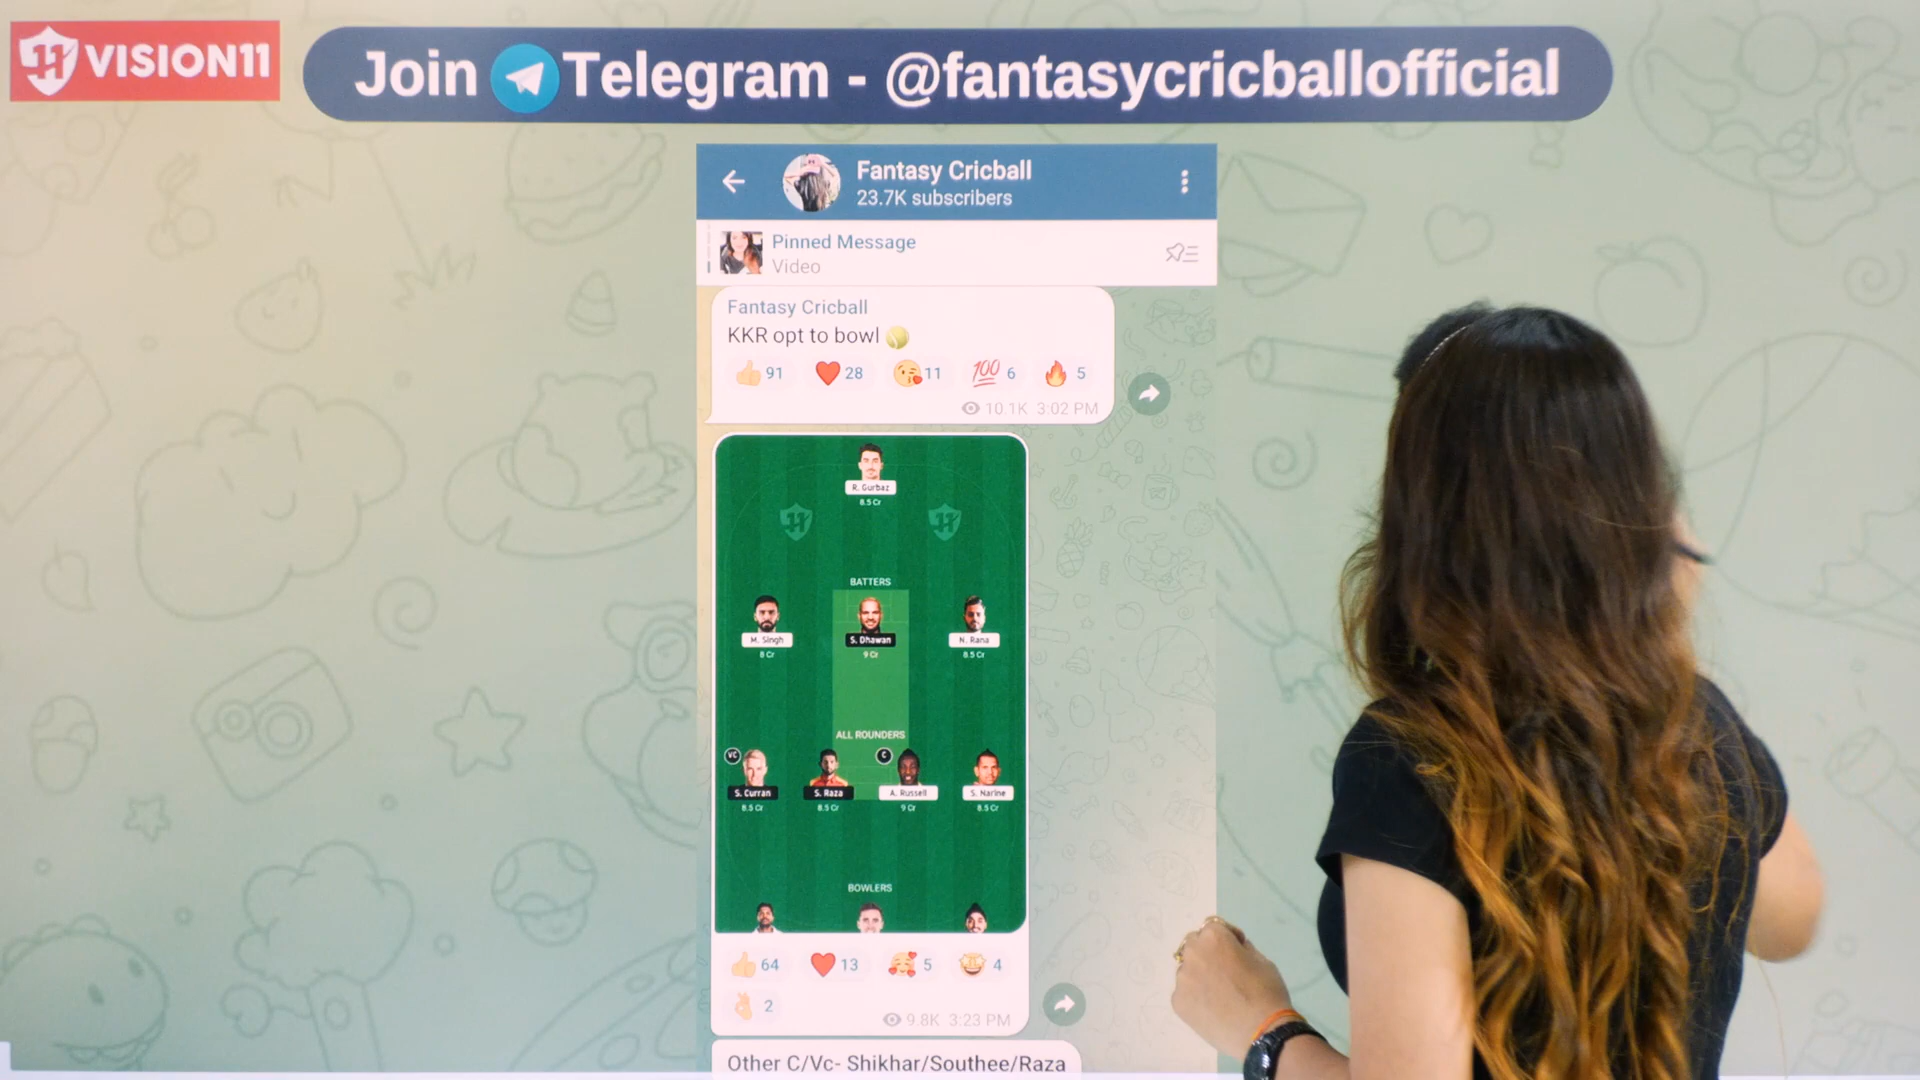 VISION11
Join Telegram - @fantasycricballofficial
Fantasy Cricball
23.7K subscribers
Pinned Message
Video
Fantasy Cricball
KKR opt to bowl
91 28 11 100 6 5
10.1K 3:02 PM
R. Gurbaz
8.5 Cr
BATTERS
M. Singh S. Dhawan N. Rana
8 Cr 9 Cr 8.5 Cr
ALL ROUNDERS
VC C
S. Curran S. Raza A. Russell S. Narine
8.5 Cr 8.5 Cr 9 Cr 8.5 Cr
BOWLERS
64 13 5 4
2
9.8K 3:23 PM
Other C/Vc- Shikhar/Southee/Raza